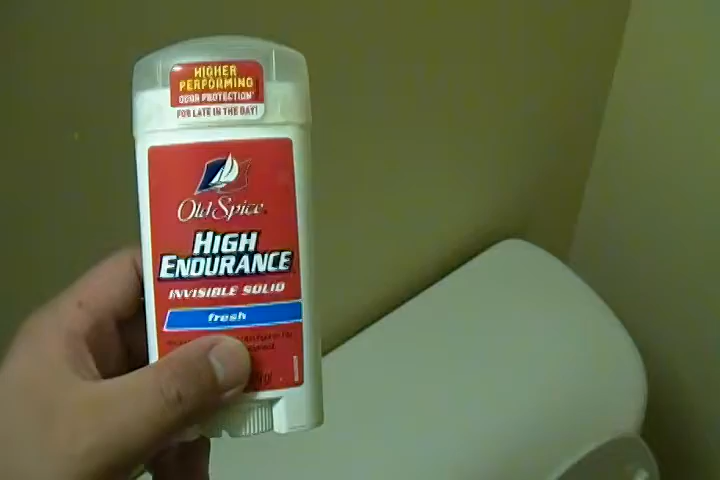 HIGHER
PERFORMING
ODOR PROTECTION
FOR LATE IN THE DAY!
Old Spice
HIGH
ENDURANCE
INVISIBLE SOLID
fresh